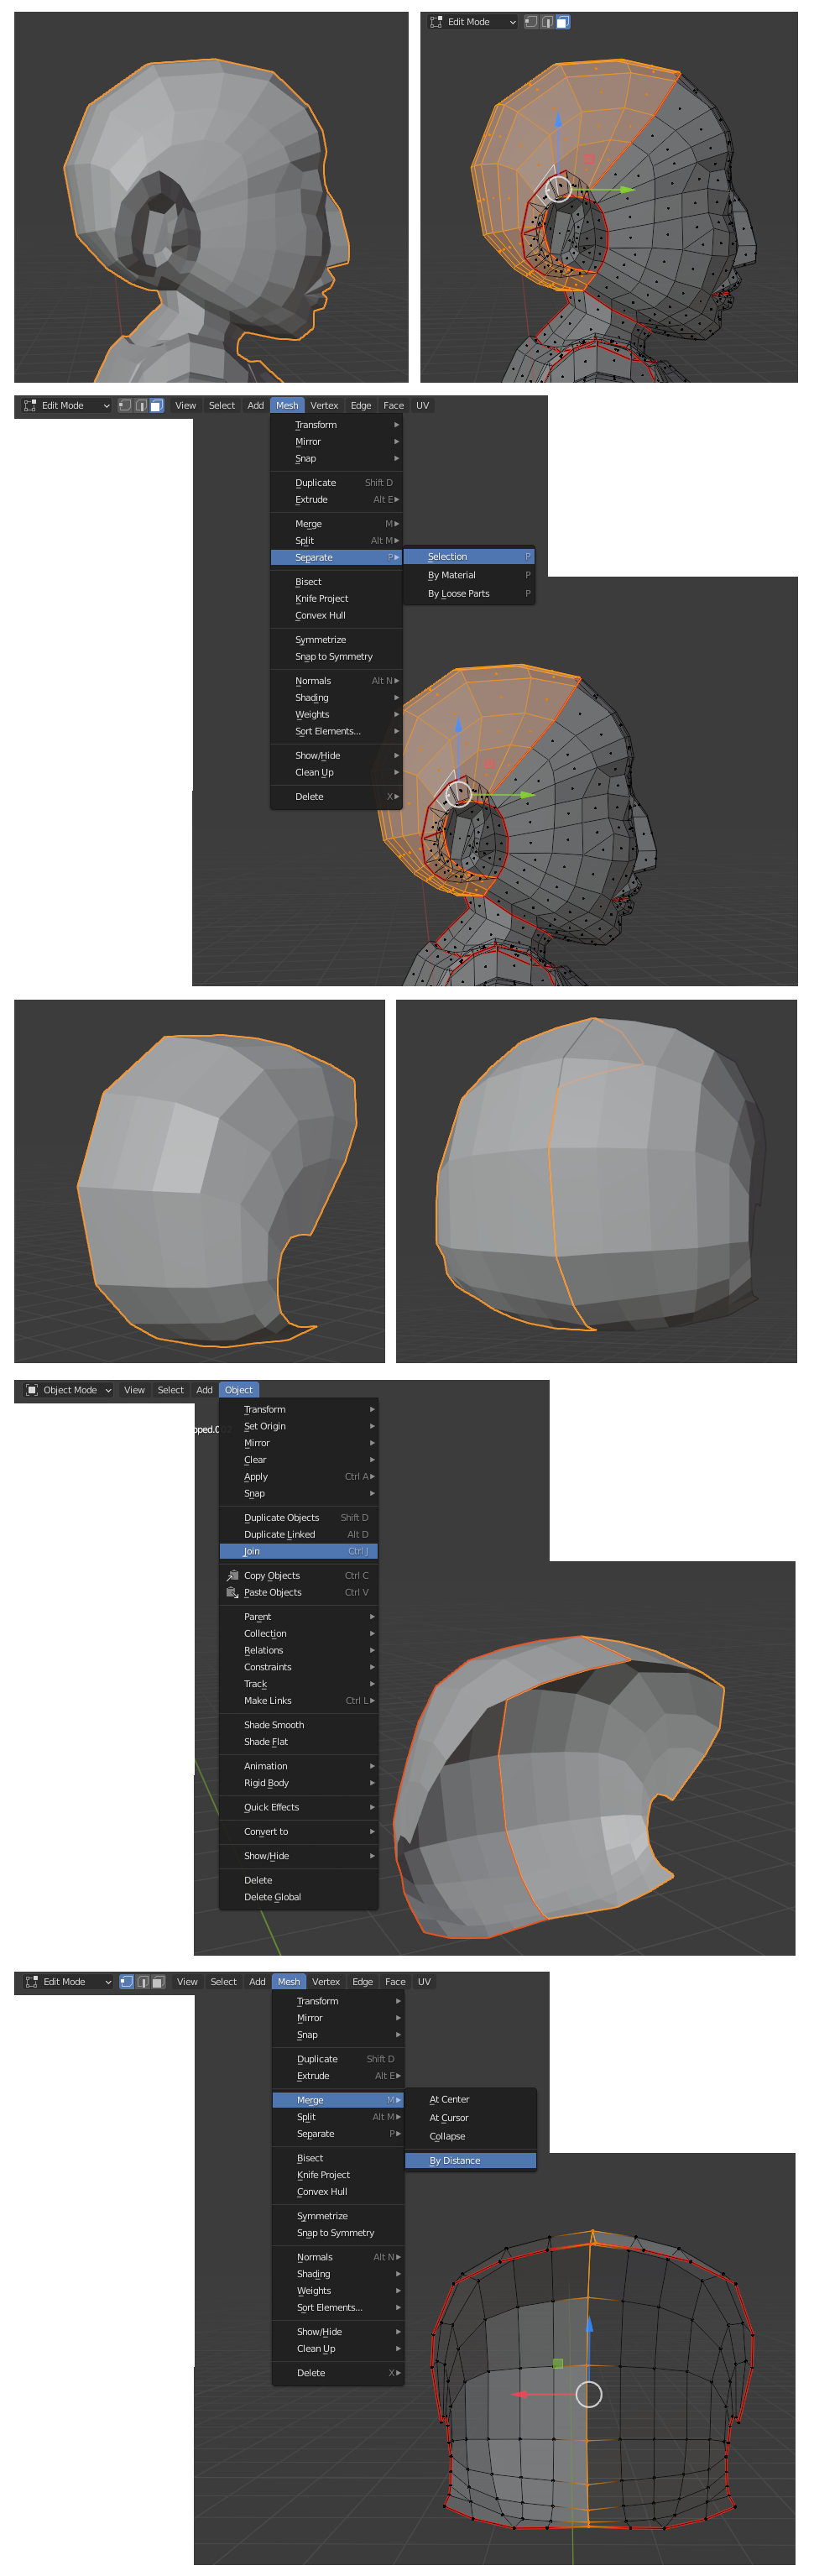 Edit Mode
Edit Mode View Select Add Mesh Vertex Edge Face UV
Transform
Mirror
Snap
Duplicate Shift D
Extrude Alt E
Merge M
Split Alt M
Separate P
Selection P
By Material P
By Loose Parts P
Bisect
Knife Project
Convex Hull
Symmetrize
Snap to Symmetry
Normals Alt N
Shading
Weights
Sort Elements...
Show/Hide
Clean Up
Delete X
Object Mode View Select Add Object
Transform
Set Origin
Mirror
Clear
Apply Ctrl A
Snap
Duplicate Objects Shift D
Duplicate Linked Alt D
Join Ctrl J
Copy Objects Ctrl C
Paste Objects Ctrl V
Parent
Collection
Relations
Constraints
Track
Make Links Ctrl L
Shade Smooth
Shade Flat
Animation
Rigid Body
Quick Effects
Convert to
Show/Hide
Delete
Delete Global
Edit Mode View Select Add Mesh Vertex Edge Face UV
Transform
Mirror
Snap
Duplicate Shift D
Extrude Alt E
Merge M
At Center
At Cursor
Collapse
By Distance
Split Alt M
Separate P
Bisect
Knife Project
Convex Hull
Symmetrize
Snap to Symmetry
Normals Alt N
Shading
Weights
Sort Elements...
Show/Hide
Clean Up
Delete X